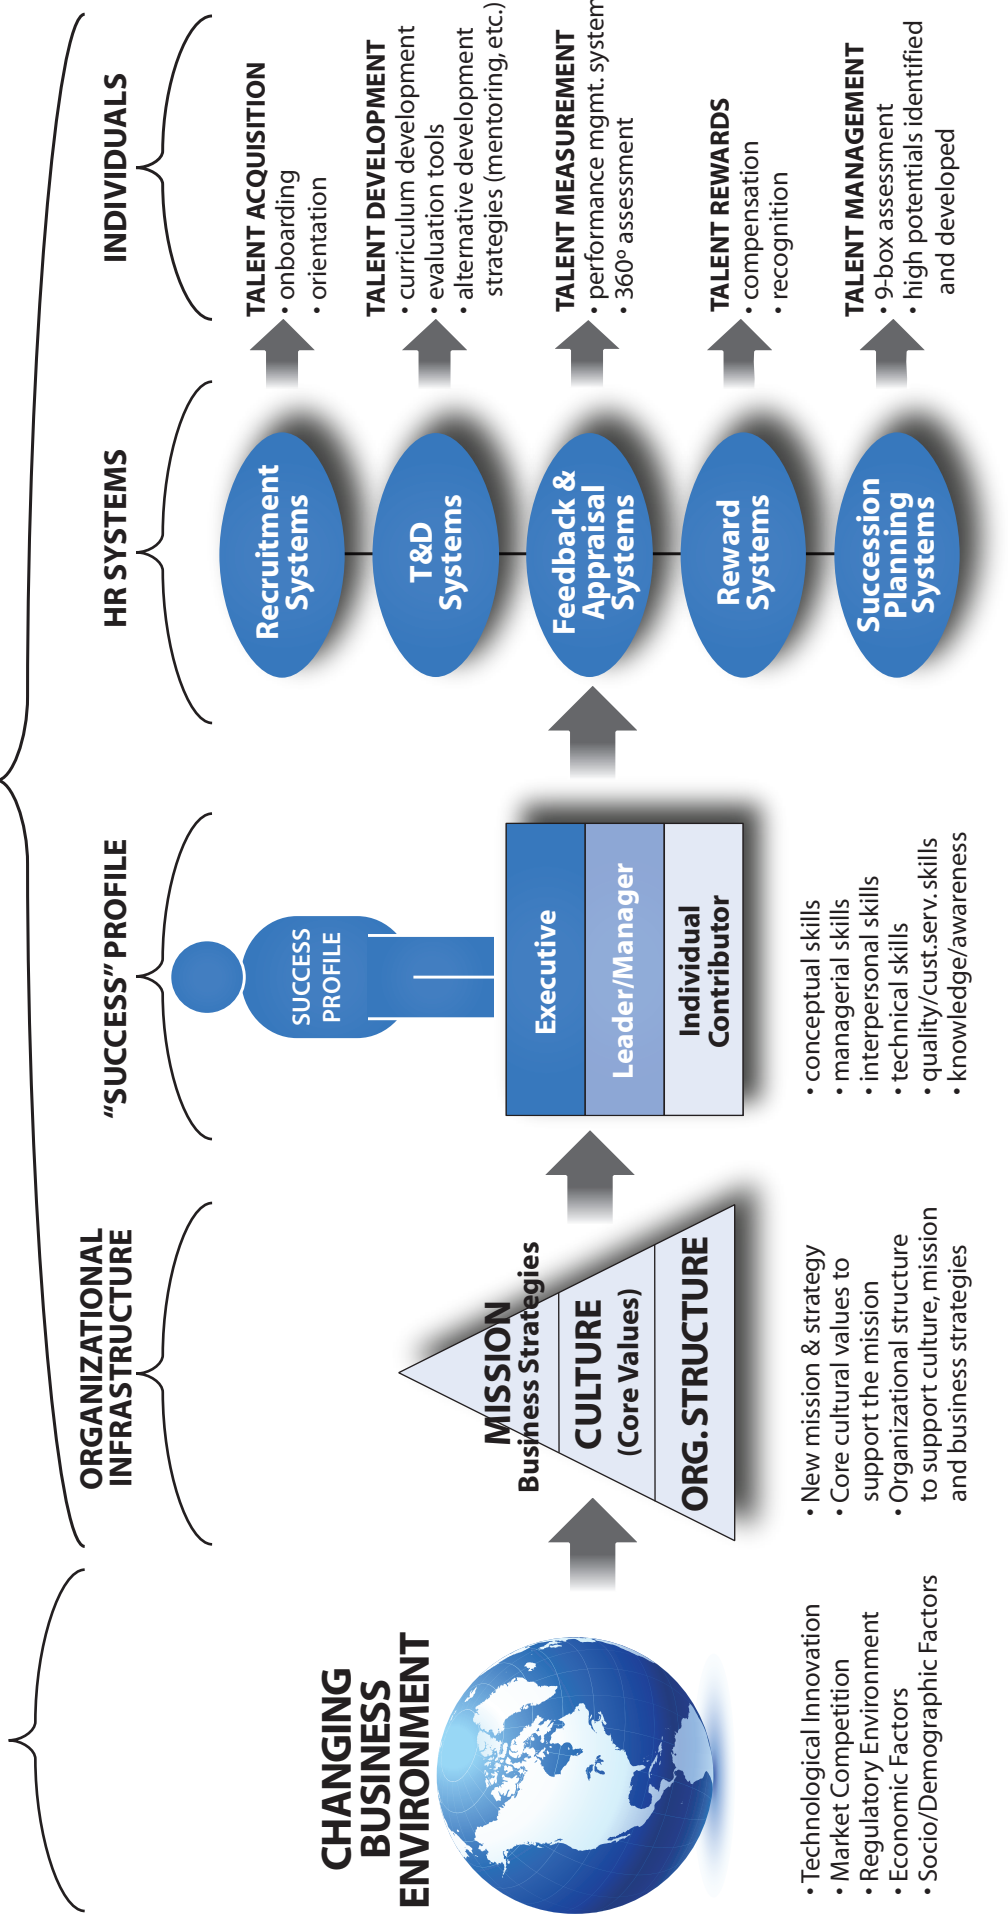 CHANGING
BUSINESS
ENVIRONMENT
• Technological Innovation
• Market Competition
• Regulatory Environment
• Economic Factors
• Socio/Demographic Factors
ORGANIZATIONAL
INFRASTRUCTURE
MISSION
Business Strategies
CULTURE
(Core Values)
ORG. STRUCTURE
• New mission & strategy
• Core cultural values to
support the mission
• Organizational structure
to support culture, mission
and business strategies
“SUCCESS” PROFILE
SUCCESS
PROFILE
Executive
Leader/Manager
Individual
Contributor
• conceptual skills
• managerial skills
• interpersonal skills
• technical skills
• quality/cust.serv. skills
• knowledge/awareness
HR SYSTEMS
Recruitment
Systems
T&D
Systems
Feedback &
Appraisal
Systems
Reward
Systems
Succession
Planning
Systems
INDIVIDUALS
TALENT ACQUISITION
• onboarding
• orientation
TALENT DEVELOPMENT
• curriculum development
• evaluation tools
• alternative development
strategies (mentoring, etc.)
TALENT MEASUREMENT
• performance mgmt. system
• 360º assessment
TALENT REWARDS
• compensation
• recognition
TALENT MANAGEMENT
• 9-box assessment
• high potentials identified
and developed